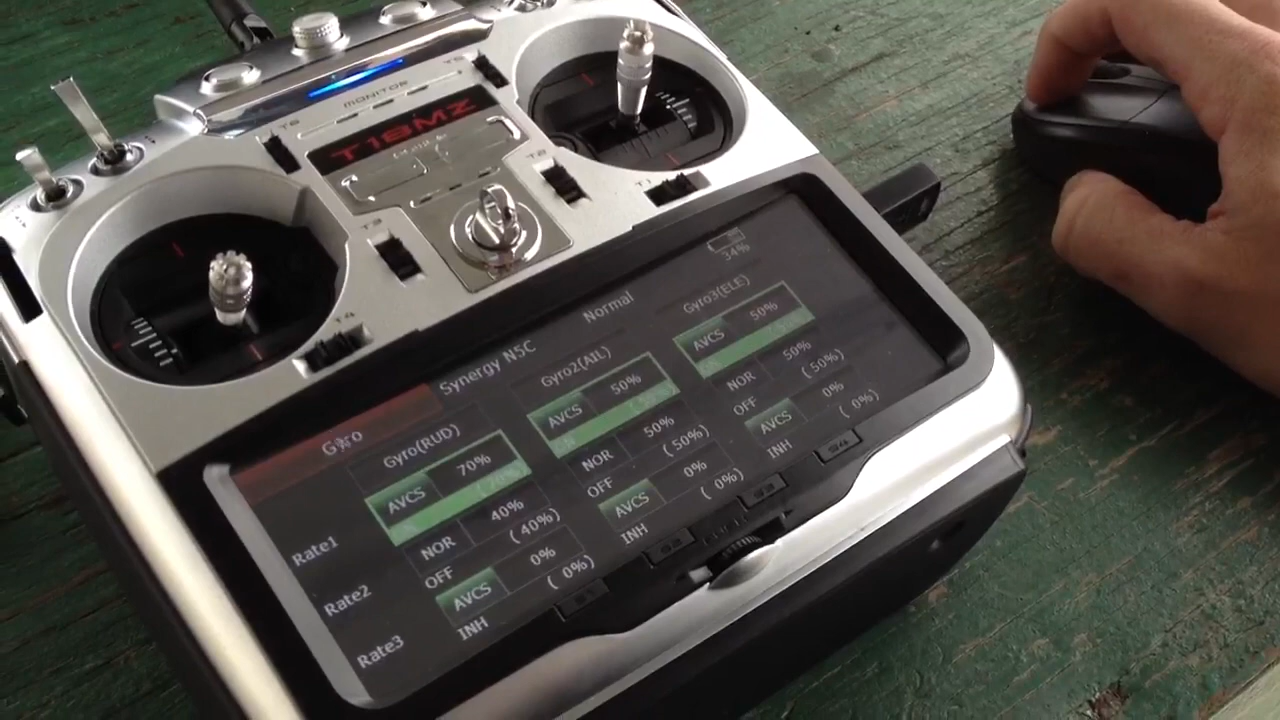 T5
MONITOR
T6
T18MZ
T2
T1
T3
T4
34%
Gyro Synergy N5C Normal
Gyro(RUD) Gyro2(AIL) Gyro3(ELE)
Rate1 AVCS 70% AVCS 50% AVCS 50%
Rate2 NOR 40% NOR 50% NOR 50%
OFF (40%) OFF (50%) OFF (50%)
Rate3 AVCS 0% AVCS 0% AVCS 0%
INH ( 0%) INH ( 0%) INH ( 0%)